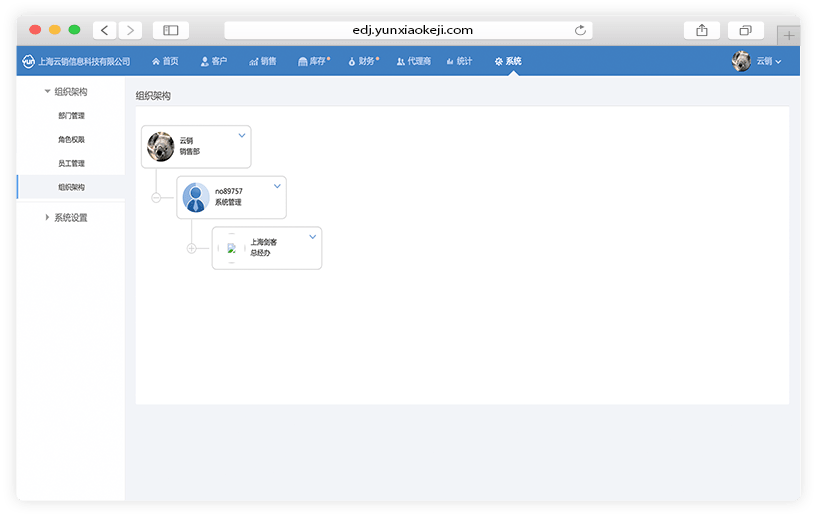 edj.yunxiaokeji.com
yun 上海云销信息科技有限公司 首页 客户 销售 库存 财务 代理商 统计 系统 云销
组织架构
部门管理
角色权限
员工管理
组织架构
系统设置
组织架构
云销
销售部
no89757
系统管理
上海剑客
总经办